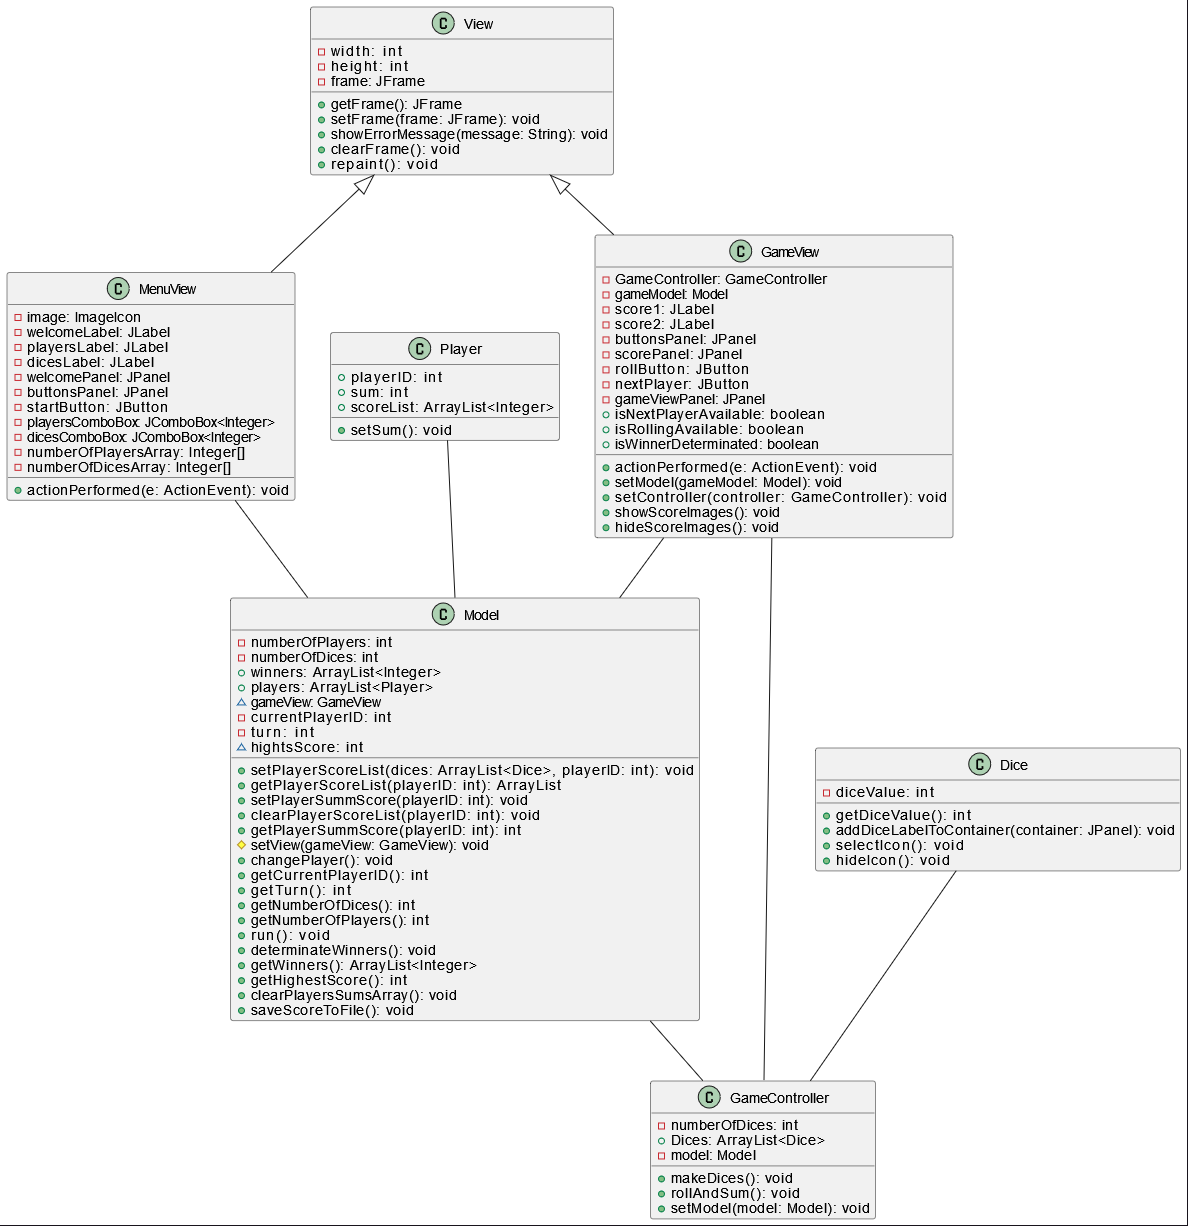 C View
width: int
height: int
frame: JFrame
getFrame(): JFrame
setFrame(frame: JFrame): void
showErrorMessage(message: String): void
clearFrame(): void
repaint(): void
C MenuView
image: ImageIcon
welcomeLabel: JLabel
playersLabel: JLabel
dicesLabel: JLabel
welcomePanel: JPanel
buttonsPanel: JPanel
startButton: JButton
playersComboBox: JComboBox<Integer>
dicesComboBox: JComboBox<Integer>
numberOfPlayersArray: Integer[]
numberOfDicesArray: Integer[]
actionPerformed(e: ActionEvent): void
C Player
playerID: int
sum: int
scoreList: ArrayList<Integer>
setSum(): void
C GameView
GameController: GameController
gameModel: Model
score1: JLabel
score2: JLabel
buttonsPanel: JPanel
scorePanel: JPanel
rollButton: JButton
nextPlayer: JButton
gameViewPanel: JPanel
isNextPlayerAvailable: boolean
isRollingAvailable: boolean
isWinnerDeterminated: boolean
actionPerformed(e: ActionEvent): void
setModel(gameModel: Model): void
setController(controller: GameController): void
showScoreImages(): void
hideScoreImages(): void
C Model
numberOfPlayers: int
numberOfDices: int
winners: ArrayList<Integer>
players: ArrayList<Player>
gameView: GameView
currentPlayerID: int
turn: int
hightsScore: int
setPlayerScoreList(dices: ArrayList<Dice>, playerID: int): void
getPlayerScoreList(playerID: int): ArrayList
setPlayerSummScore(playerID: int): void
clearPlayerScoreList(playerID: int): void
getPlayerSummScore(playerID: int): int
setView(gameView: GameView): void
changePlayer(): void
getCurrentPlayerID(): int
getTurn(): int
getNumberOfDices(): int
getNumberOfPlayers(): int
run(): void
determinateWinners(): void
getWinners(): ArrayList<Integer>
getHighestScore(): int
clearPlayersSumsArray(): void
saveScoreToFile(): void
C Dice
diceValue: int
getDiceValue(): int
addDiceLabelToContainer(container: JPanel): void
selectIcon(): void
hideIcon(): void
C GameController
numberOfDices: int
Dices: ArrayList<Dice>
model: Model
makeDices(): void
rollAndSum(): void
setModel(model: Model): void